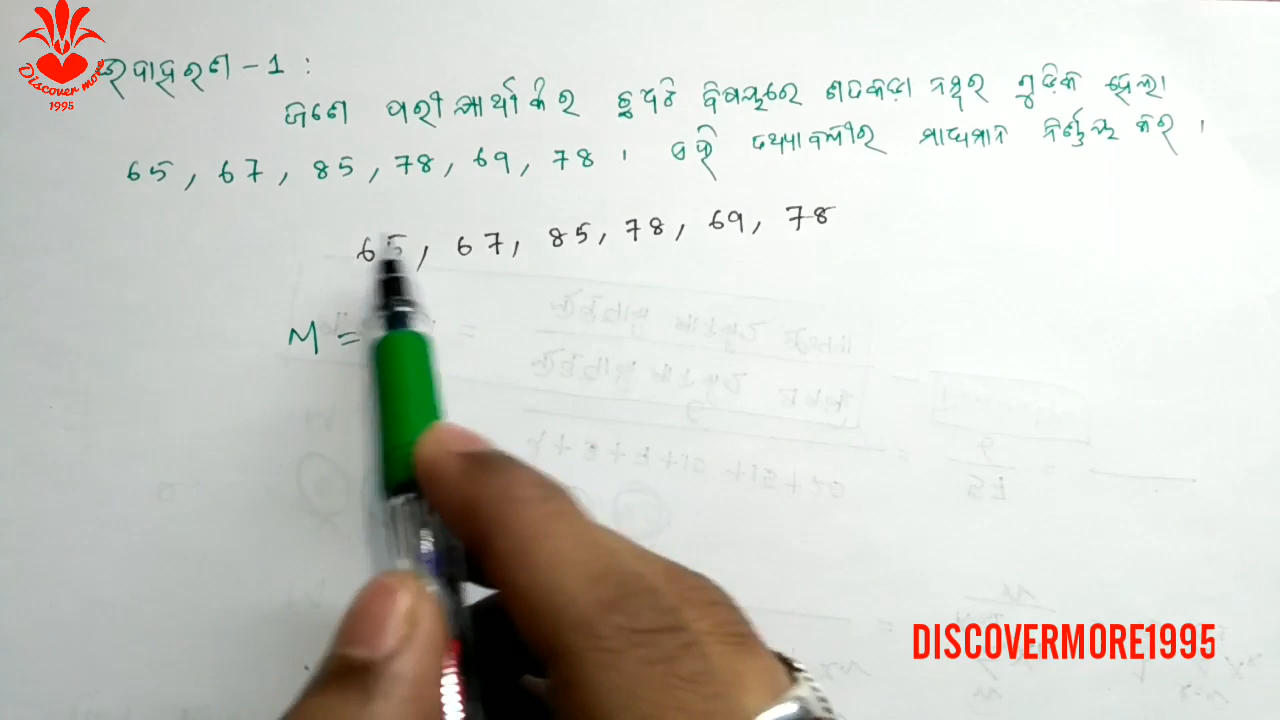 Discover more
1995
ଉଦାହରଣ - 1 :
ଜଣେ ପରୀକ୍ଷାର୍ଥୀଙ୍କର ଛଅଟି ବିଷୟରେ ଶତକଡ଼ା ନମ୍ବର ଗୁଡ଼ିକ ହେଲା
65, 67, 85, 78, 69, 78 । ଏହି ତଥ୍ୟାବଳୀର ମାଧ୍ୟମାନ ନିର୍ଣ୍ଣୟ କର ।
65, 67, 85, 78, 69, 78
M =
DISCOVERMORE1995